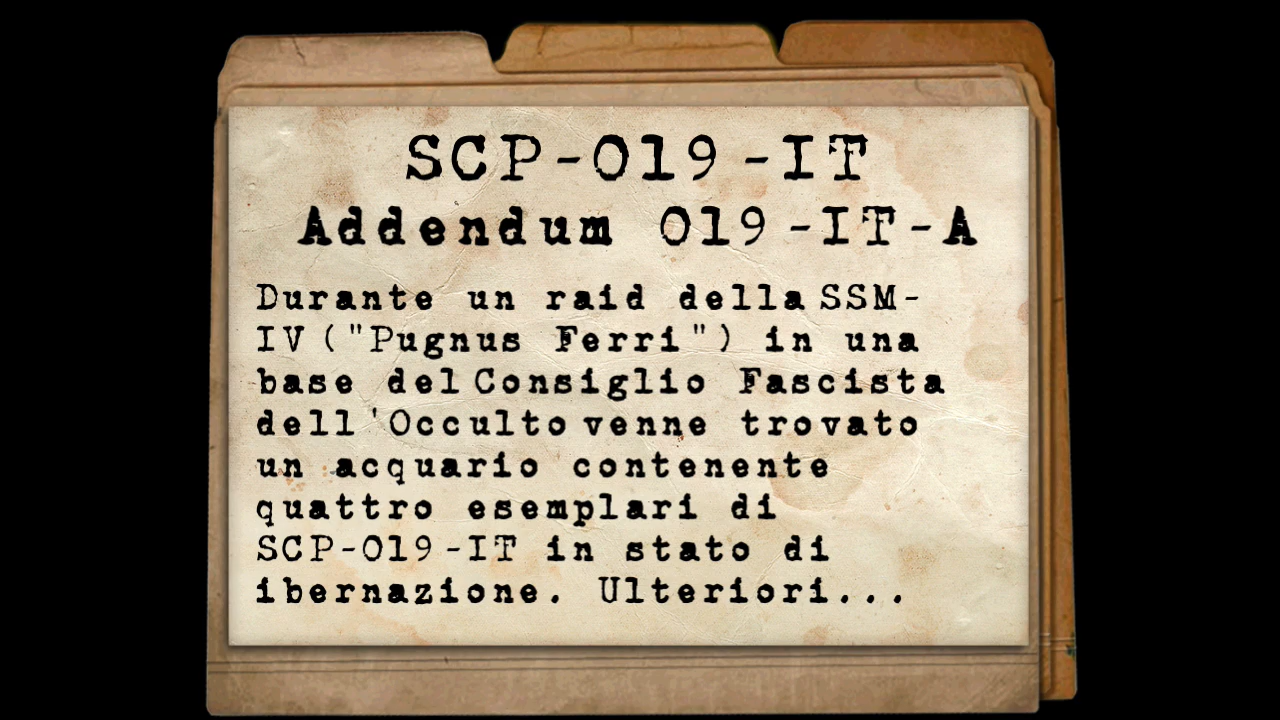 SCP-019-IT
Addendum 019-IT-A
Durante un raid della SSM-
IV ("Pugnus Ferri") in una
base del Consiglio Fascista
dell'Occulto venne trovato
un acquario contenente
quattro esemplari di
SCP-019-IT in stato di
ibernazione. Ulteriori...